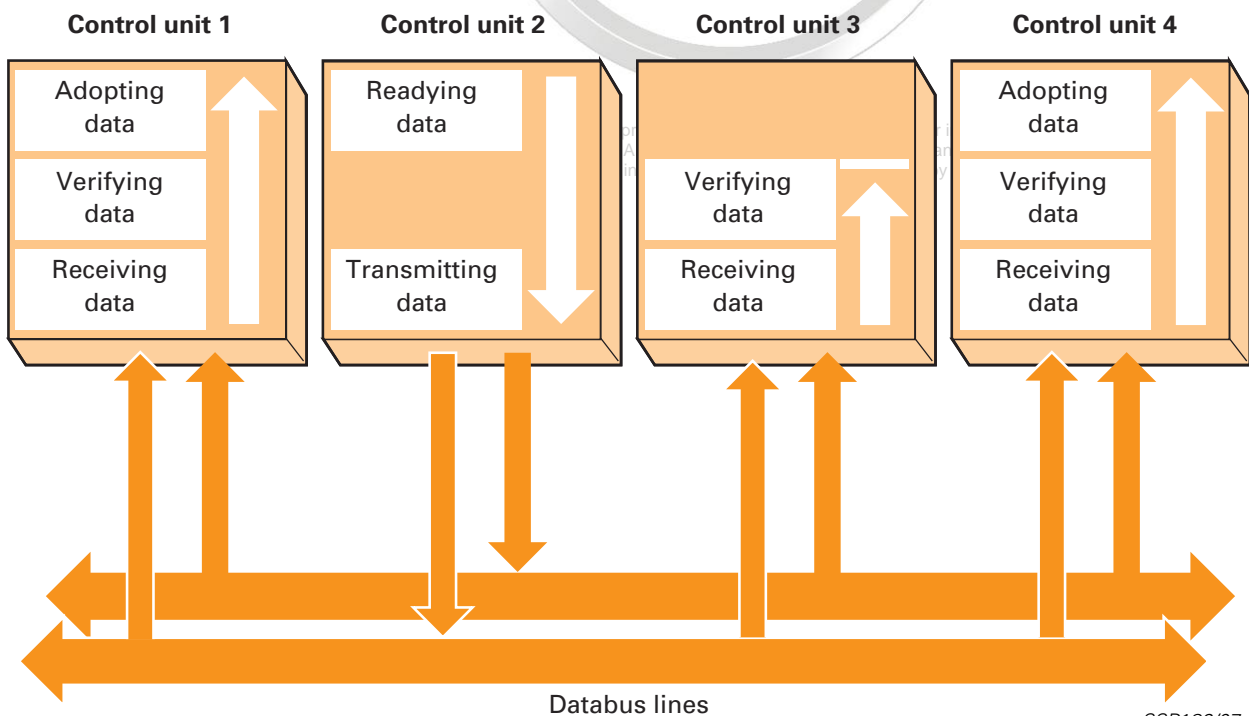 Control unit 1
Control unit 2
Control unit 3
Control unit 4
Adopting
data
Verifying
data
Receiving
data
Readying
data
Transmitting
data
Verifying
data
Receiving
data
Adopting
data
Verifying
data
Receiving
data
Databus lines